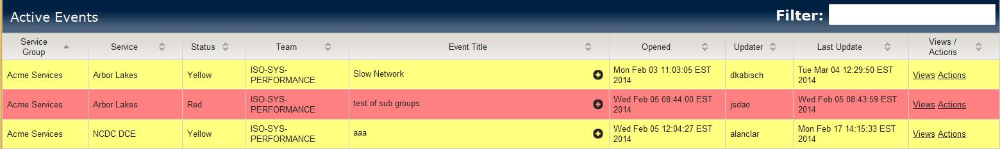 Active Events Filter:
Service Group Service Status Team Event Title Opened Updater Last Update Views / Actions
Acme Services Arbor Lakes Yellow ISO-SYS-PERFORMANCE Slow Network Mon Feb 03 11:03:05 EST 2014 dkabisch Tue Mar 04 12:29:50 EST 2014 Views Actions
Acme Services Arbor Lakes Red ISO-SYS-PERFORMANCE test of sub groups Wed Feb 05 08:44:00 EST 2014 jsdao Wed Feb 05 08:43:59 EST 2014 Views Actions
Acme Services NCDC DCE Yellow ISO-SYS-PERFORMANCE aaa Wed Feb 05 12:04:27 EST 2014 alanclar Mon Feb 17 14:15:33 EST 2014 Views Actions